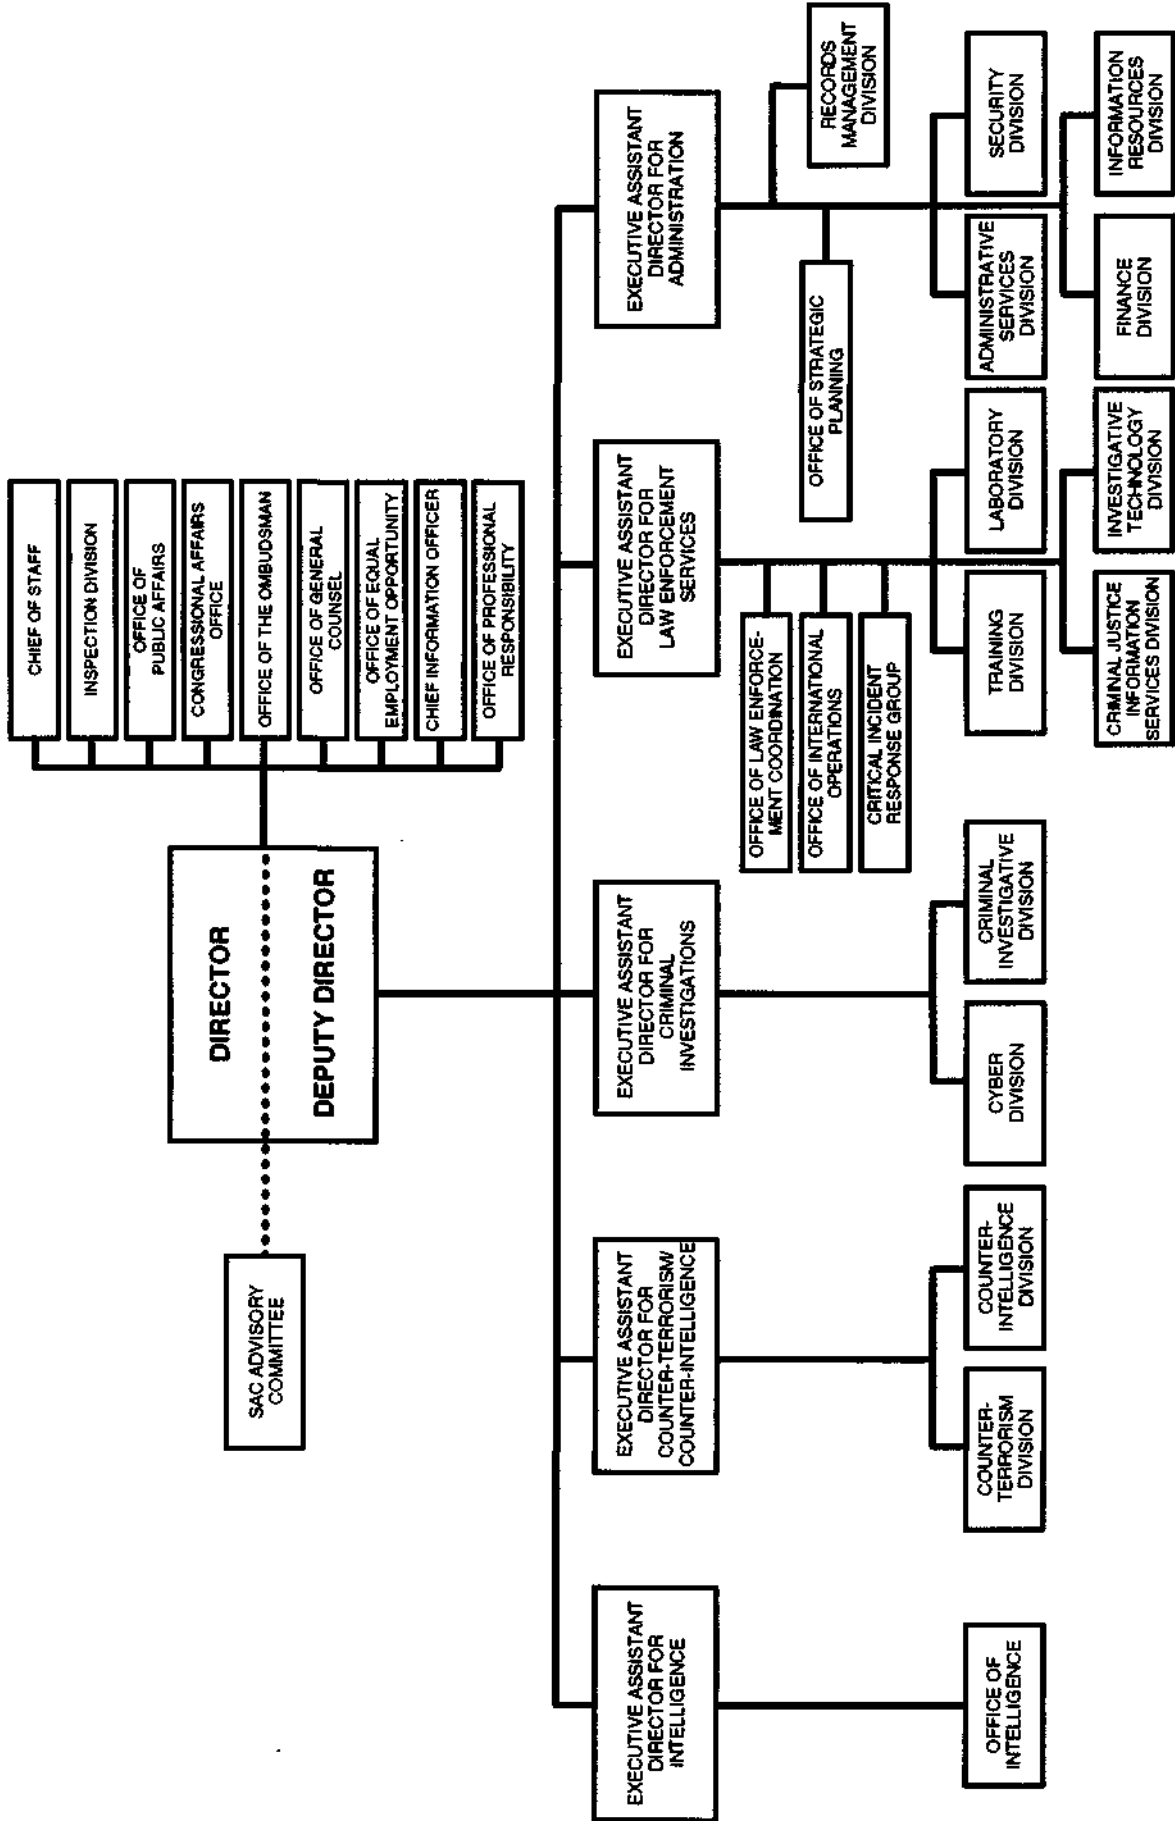 DIRECTOR
DEPUTY DIRECTOR
SAC ADVISORY
COMMITTEE
CHIEF OF STAFF
INSPECTION DIVISION
OFFICE OF
PUBLIC AFFAIRS
CONGRESSIONAL AFFAIRS
OFFICE
OFFICE OF THE OMBUDSMAN
OFFICE OF GENERAL
COUNSEL
OFFICE OF EQUAL
EMPLOYMENT OPPORTUNITY
CHIEF INFORMATION OFFICER
OFFICE OF PROFESSIONAL
RESPONSIBILITY
EXECUTIVE ASSISTANT
DIRECTOR FOR
INTELLIGENCE
OFFICE OF
INTELLIGENCE
EXECUTIVE ASSISTANT
DIRECTOR FOR
COUNTER-TERRORISM/
COUNTER-INTELLIGENCE
COUNTER-
TERRORISM
DIVISION
COUNTER-
INTELLIGENCE
DIVISION
EXECUTIVE ASSISTANT
DIRECTOR FOR
CRIMINAL
INVESTIGATIONS
CYBER
DIVISION
CRIMINAL
INVESTIGATIVE
DIVISION
EXECUTIVE ASSISTANT
DIRECTOR FOR
LAW ENFORCEMENT
SERVICES
OFFICE OF LAW ENFORCE-
MENT COORDINATION
OFFICE OF INTERNATIONAL
OPERATIONS
CRITICAL INCIDENT
RESPONSE GROUP
TRAINING
DIVISION
LABORATORY
DIVISION
CRIMINAL JUSTICE
INFORMATION
SERVICES DIVISION
INVESTIGATIVE
TECHNOLOGY
DIVISION
EXECUTIVE ASSISTANT
DIRECTOR FOR
ADMINISTRATION
RECORDS
MANAGEMENT
DIVISION
OFFICE OF STRATEGIC
PLANNING
ADMINISTRATIVE
SERVICES
DIVISION
SECURITY
DIVISION
FINANCE
DIVISION
INFORMATION
RESOURCES
DIVISION